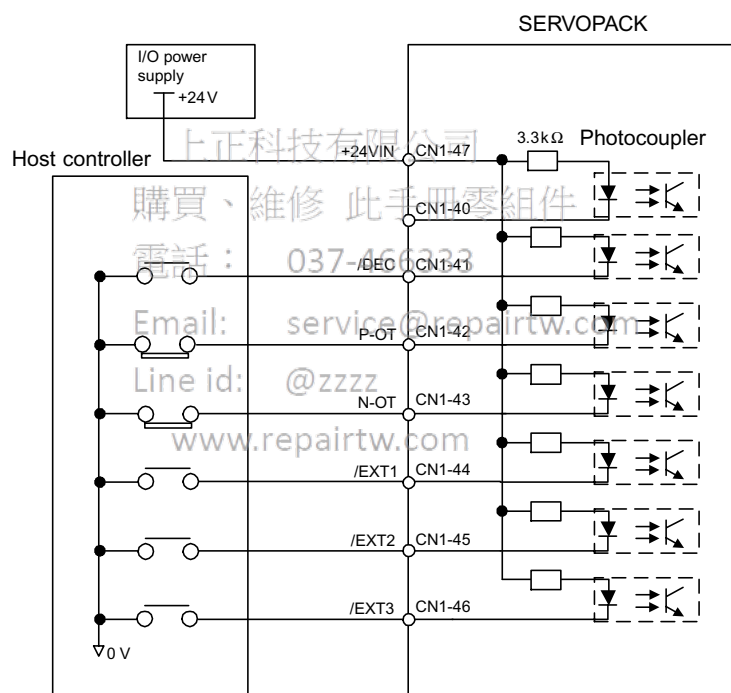 SERVOPACK
I/O power
supply
+24V
上正科技有限公司
+24VIN CN1-47 3.3kΩ Photocoupler
Host controller
購買、維修 此手冊零組件
CN1-40
電話： 037-466333
/DEC CN1-41
Email: service@repairtw.com
P-OT CN1-42
Line id: @zzzz
N-OT CN1-43
www.repairtw.com
/EXT1 CN1-44
/EXT2 CN1-45
/EXT3 CN1-46
0 V